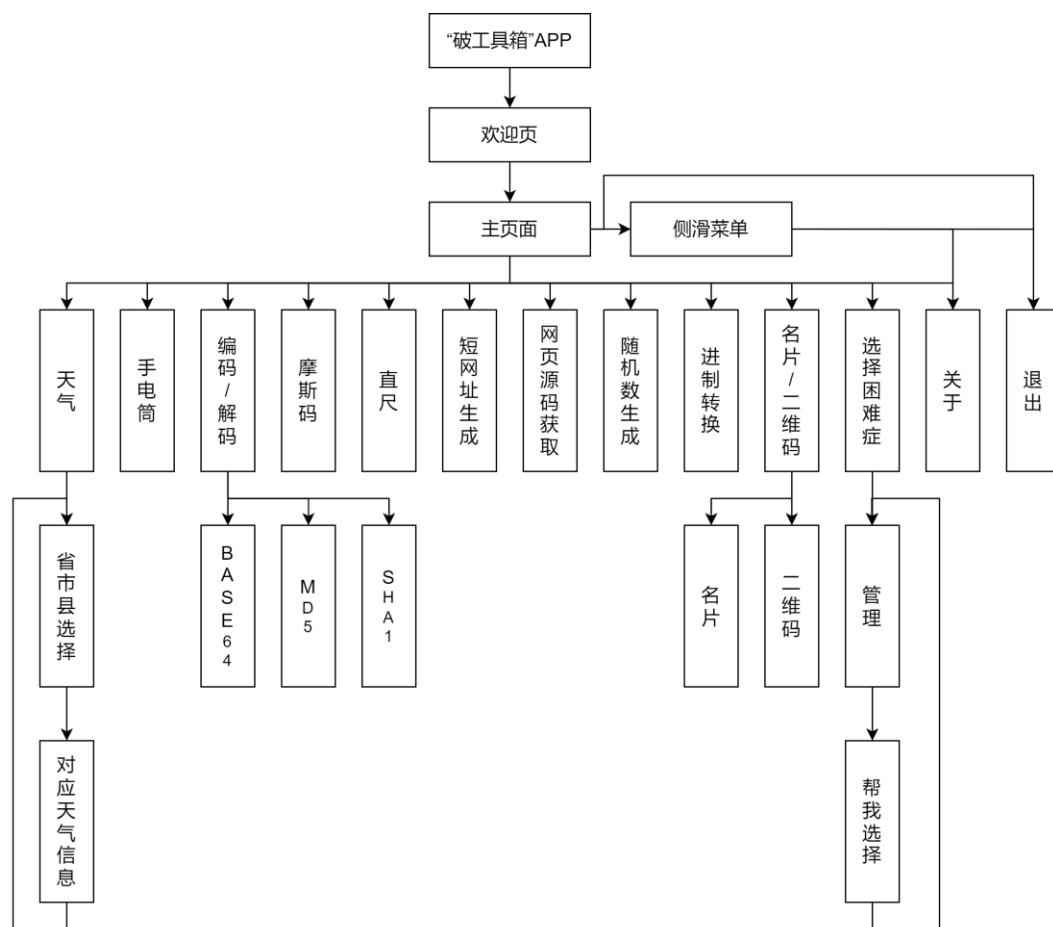 “破工具箱”APP
欢迎页
主页面
侧滑菜单
天气
手电筒
编码/解码
摩斯码
直尺
短网址生成
网页源码获取
随机数生成
进制转换
名片/二维码
选择困难症
关于
退出
省市县选择
BASE64
MD5
SHA1
名片
二维码
管理
对应天气信息
帮我选择